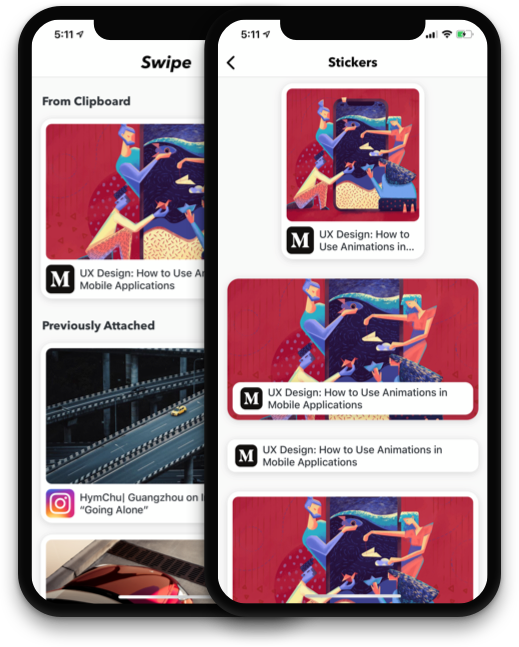 5:11
Swipe
From Clipboard
M
UX Design: How to Use A
Mobile Applications
Previously Attached
HymChu| Guangzhou on I
“Going Alone”
5:11
Stickers
M
UX Design: How to
Use Animations in...
M
UX Design: How to Use Animations in
Mobile Applications
M
UX Design: How to Use Animations in
Mobile Applications